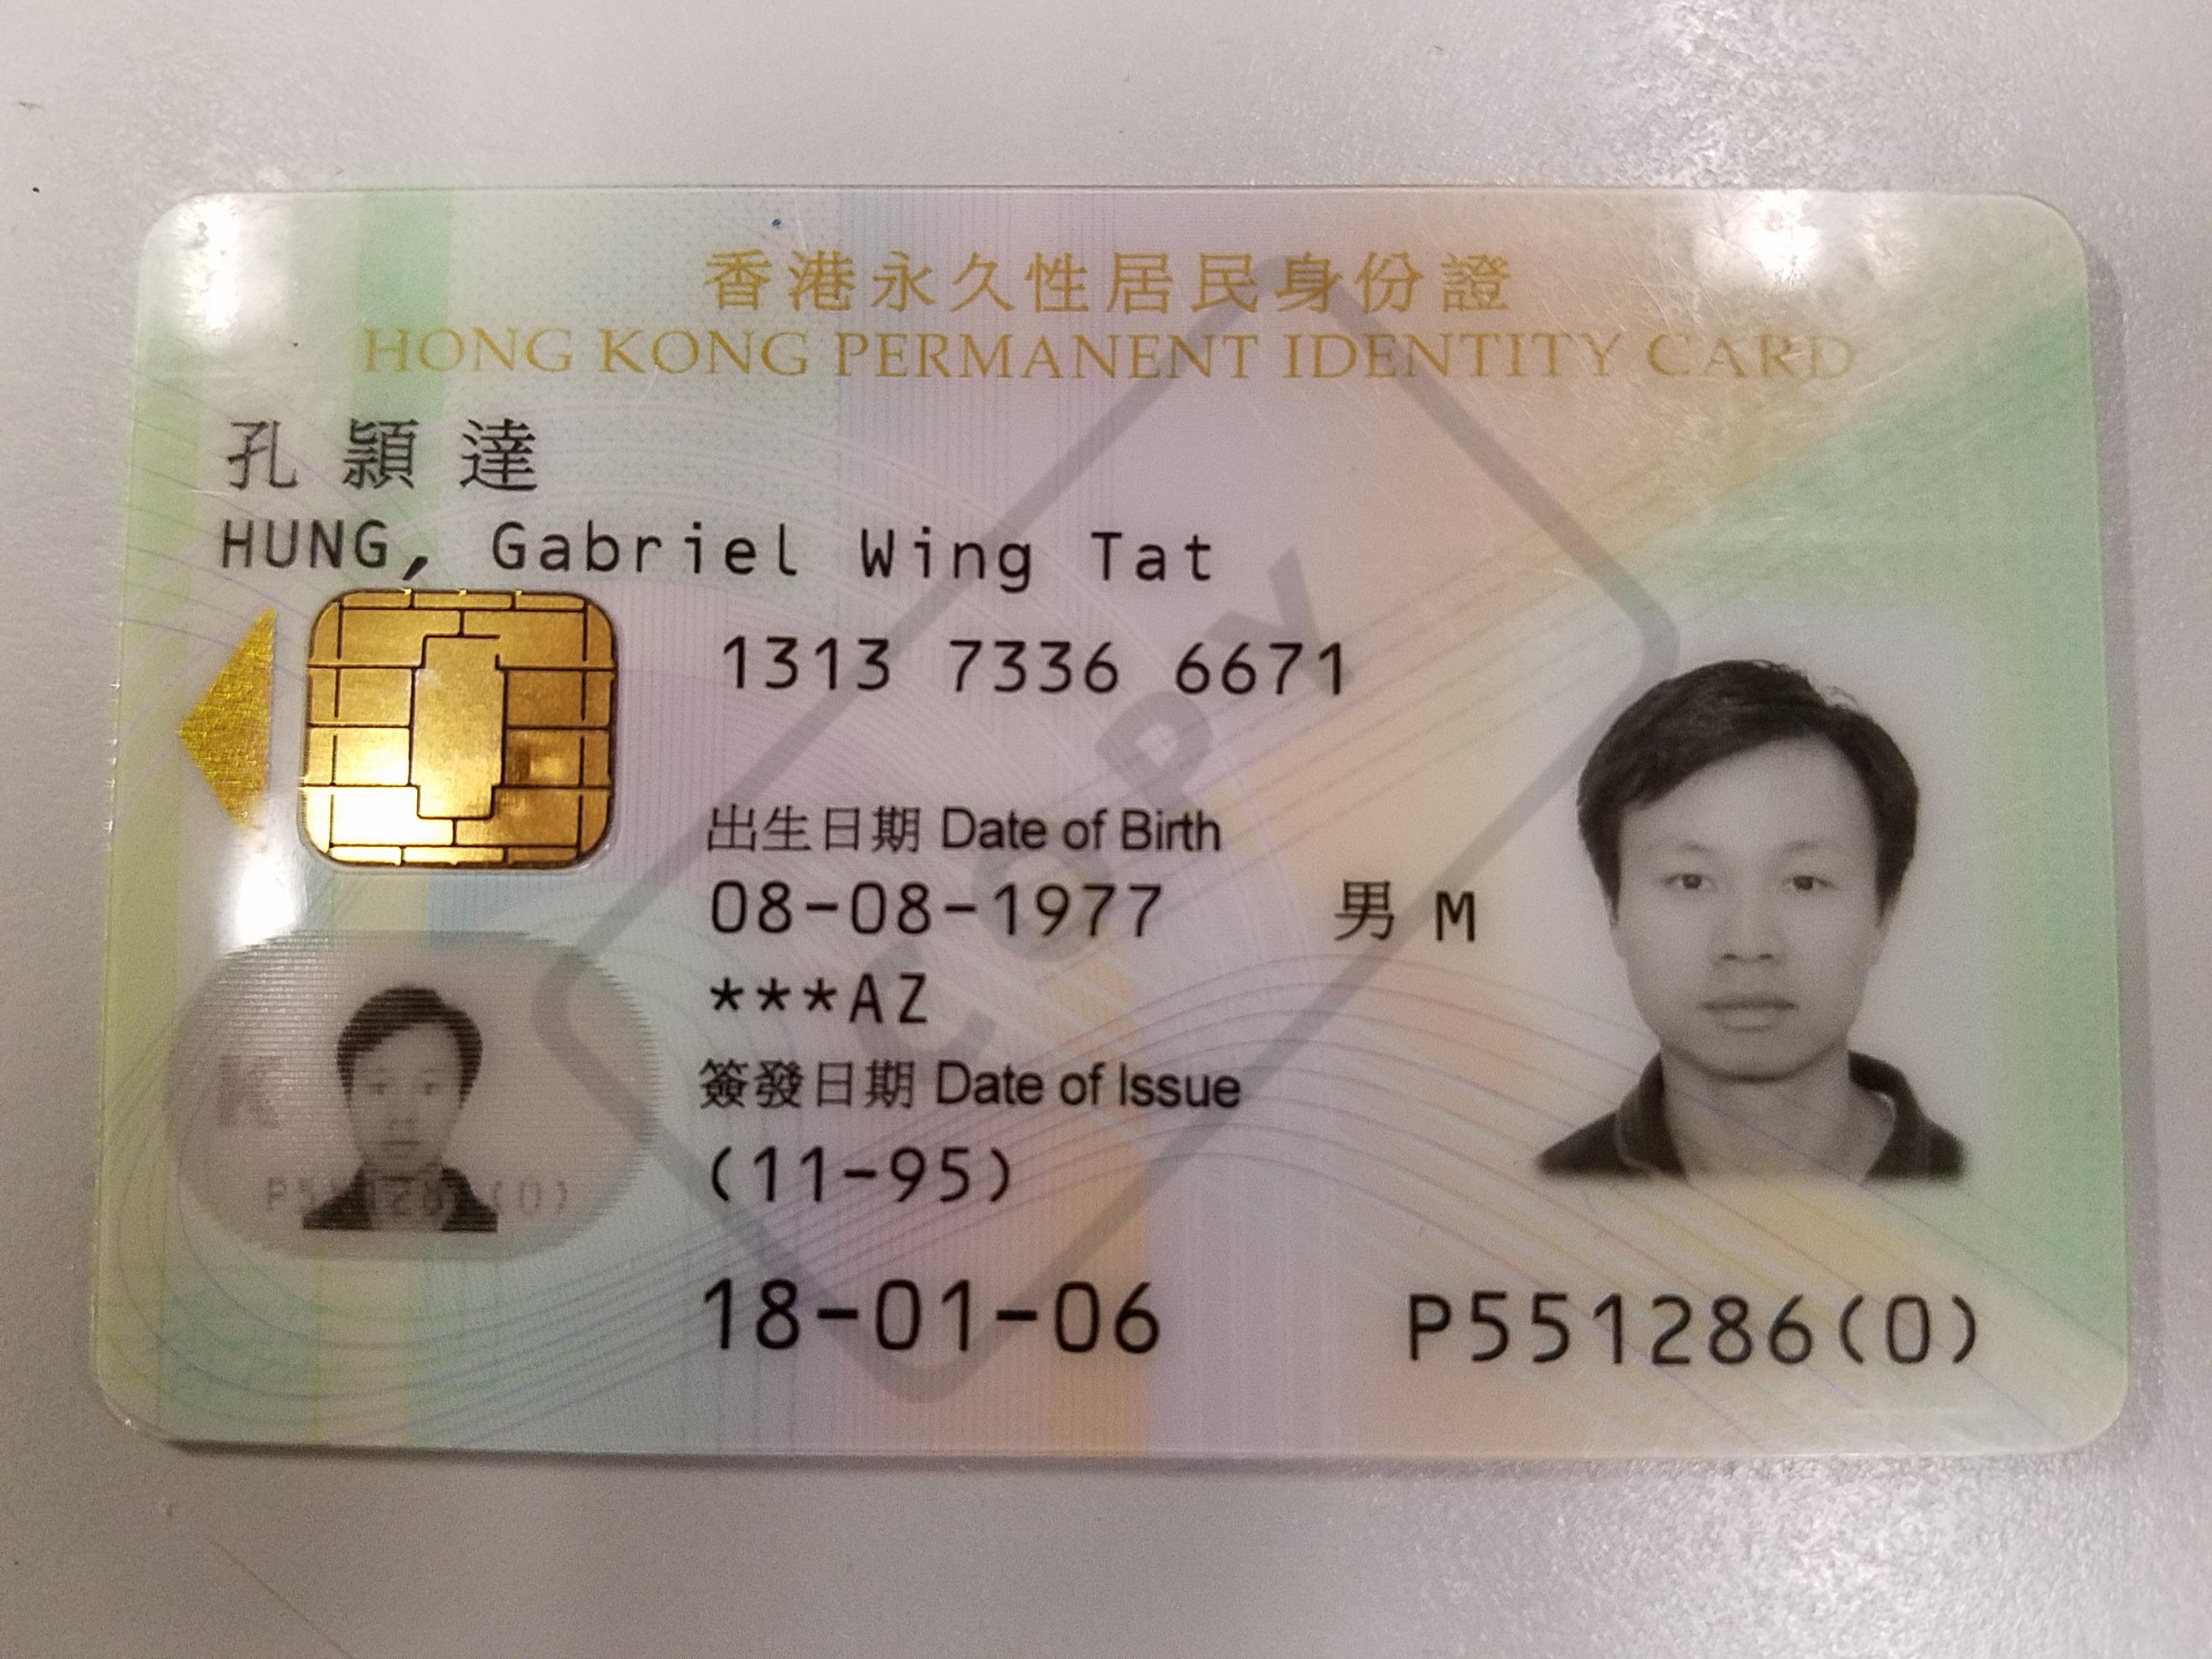 香港永久性居民身份證
HONG KONG PERMANENT IDENTITY CARD
孔穎達
HUNG, Gabriel Wing Tat
1313 7336 6671
出生日期 Date of Birth
08-08-1977 男 M
***AZ
簽發日期 Date of Issue
(11-95)
18-01-06
P551286(0)
COPY
K